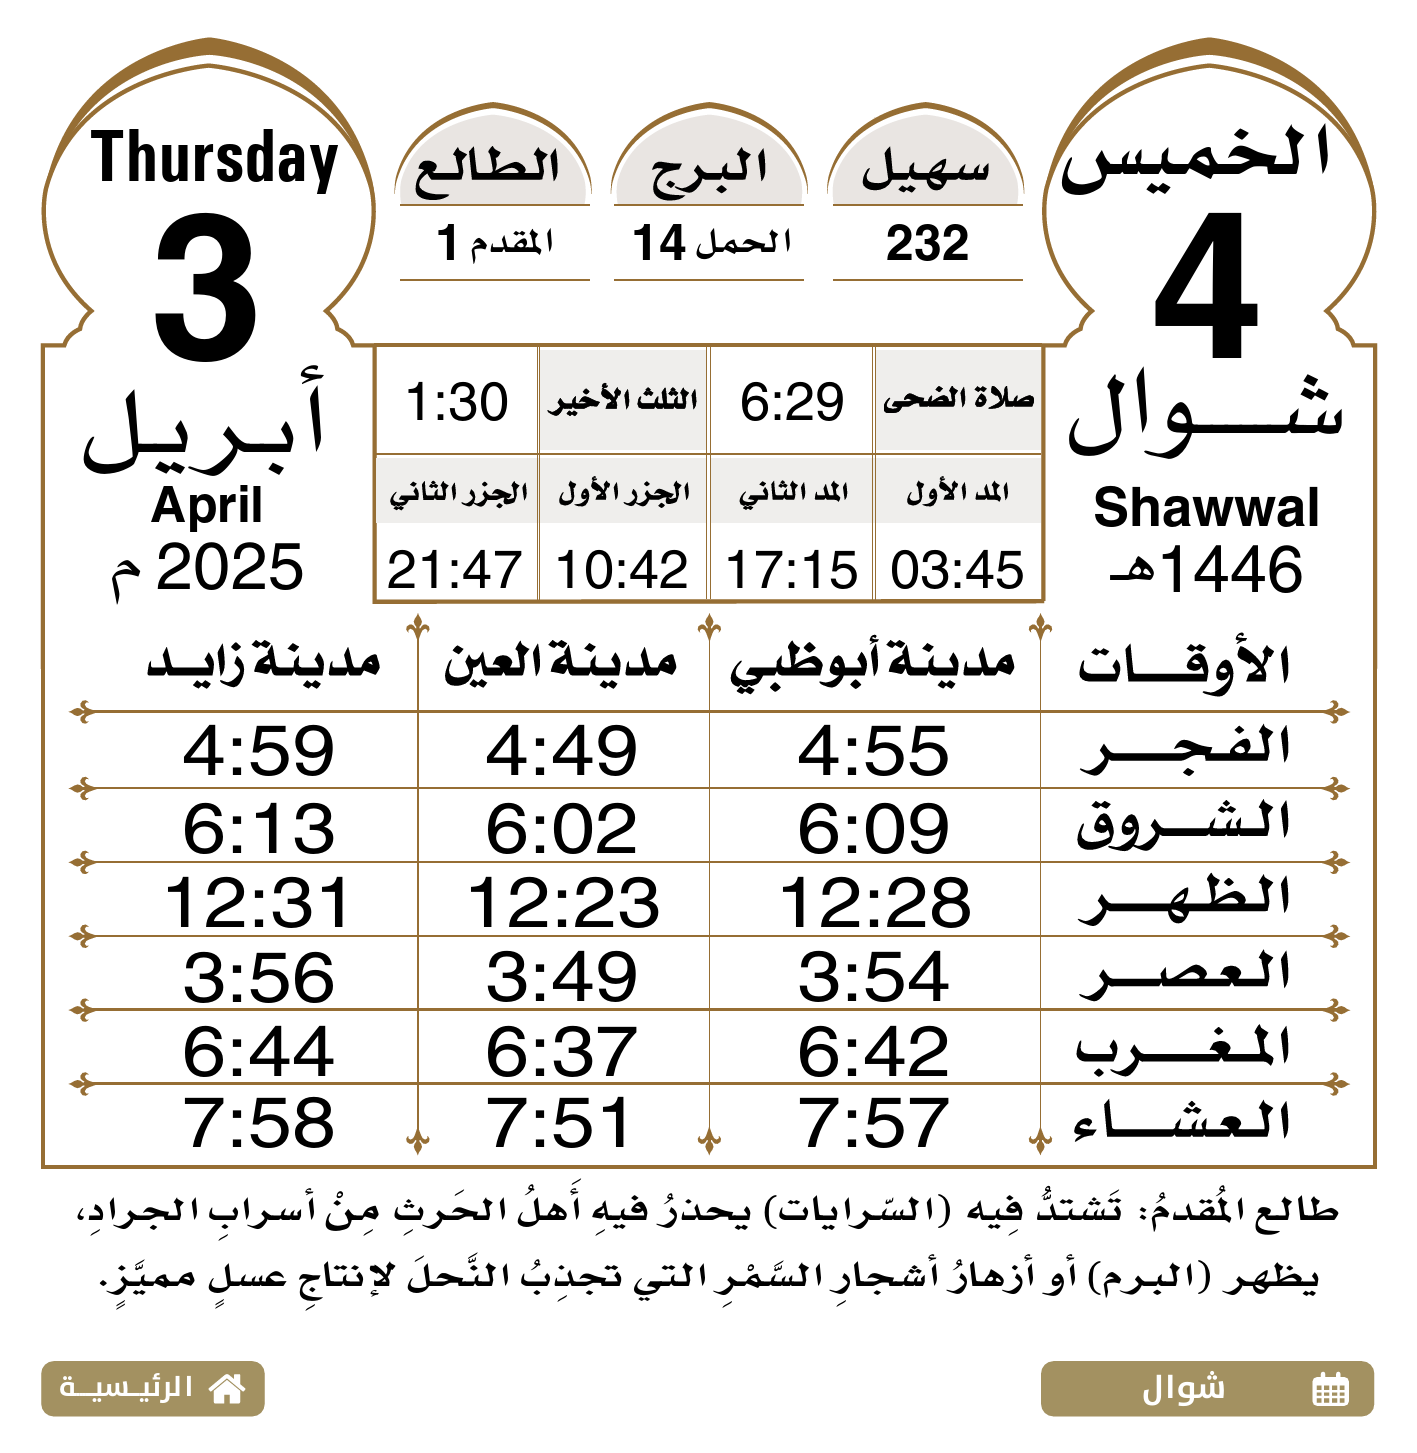 الخميس
4
شـــوال
Shawwal
1446هـ
سهيل
232
البرج
الحمل 14
الطالع
المقدم 1
Thursday
3
أبـريـل
April
2025 م
صلاة الضحى 6:29 الثلث الأخير 1:30
المد الأول المد الثاني الجزر الأول الجزر الثاني
03:45 17:15 10:42 21:47
الأوقـــات مدينة أبوظبي مدينة العين مدينة زايـد
الفـجـــر 4:55 4:49 4:59
الـشـــروق 6:09 6:02 6:13
الـظـهـــر 12:28 12:23 12:31
الـعـصـــر 3:54 3:49 3:56
المـغـــرب 6:42 6:37 6:44
الـعـشـــاء 7:57 7:51 7:58
طالع المُقدمُ: تَشتدُّ فِيه (السّرايات) يحذرُ فيهِ أَهلُ الحَرثِ مِنْ أسرابِ الجرادِ،
يظهر (البرم) أو أزهارُ أشجارِ السَّمْرِ التي تجذِبُ النَّحلَ لإنتاجِ عسلٍ مميَّزٍ.
شوال
الرئيـسيـة